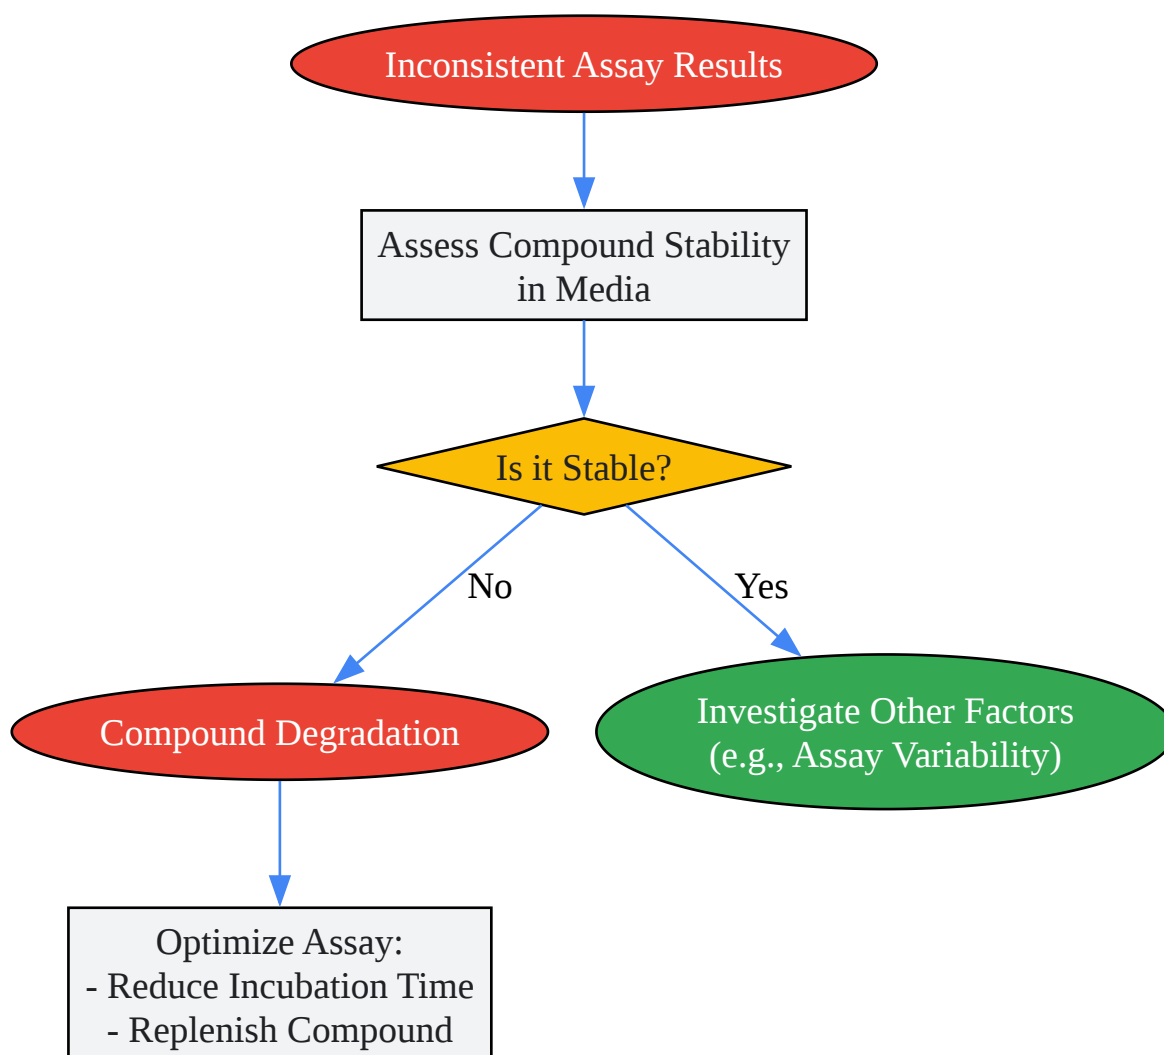 Inconsistent Assay Results
Assess Compound Stability
in Media
Is it Stable?
No
Yes
Compound Degradation
Investigate Other Factors
(e.g., Assay Variability)
Optimize Assay:
- Reduce Incubation Time
- Replenish Compound